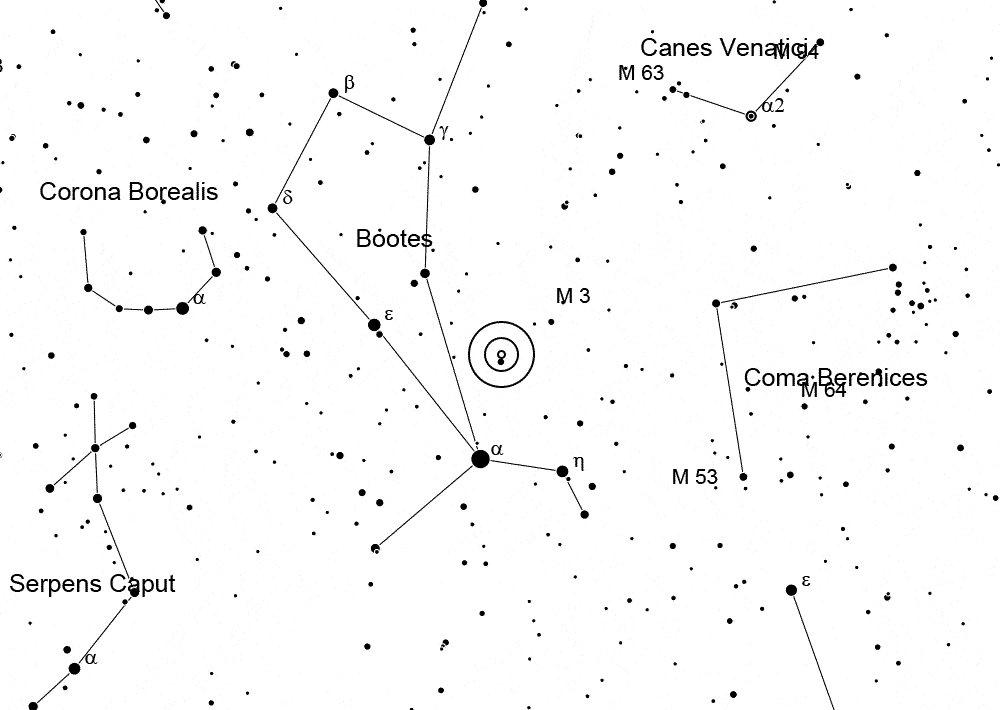 Canes Venatici
M 94
M 63
β
α2
γ
Corona Borealis
δ
Bootes
α
M 3
ε
Coma Berenices
M 64
α
η
M 53
Serpens Caput
ε
α